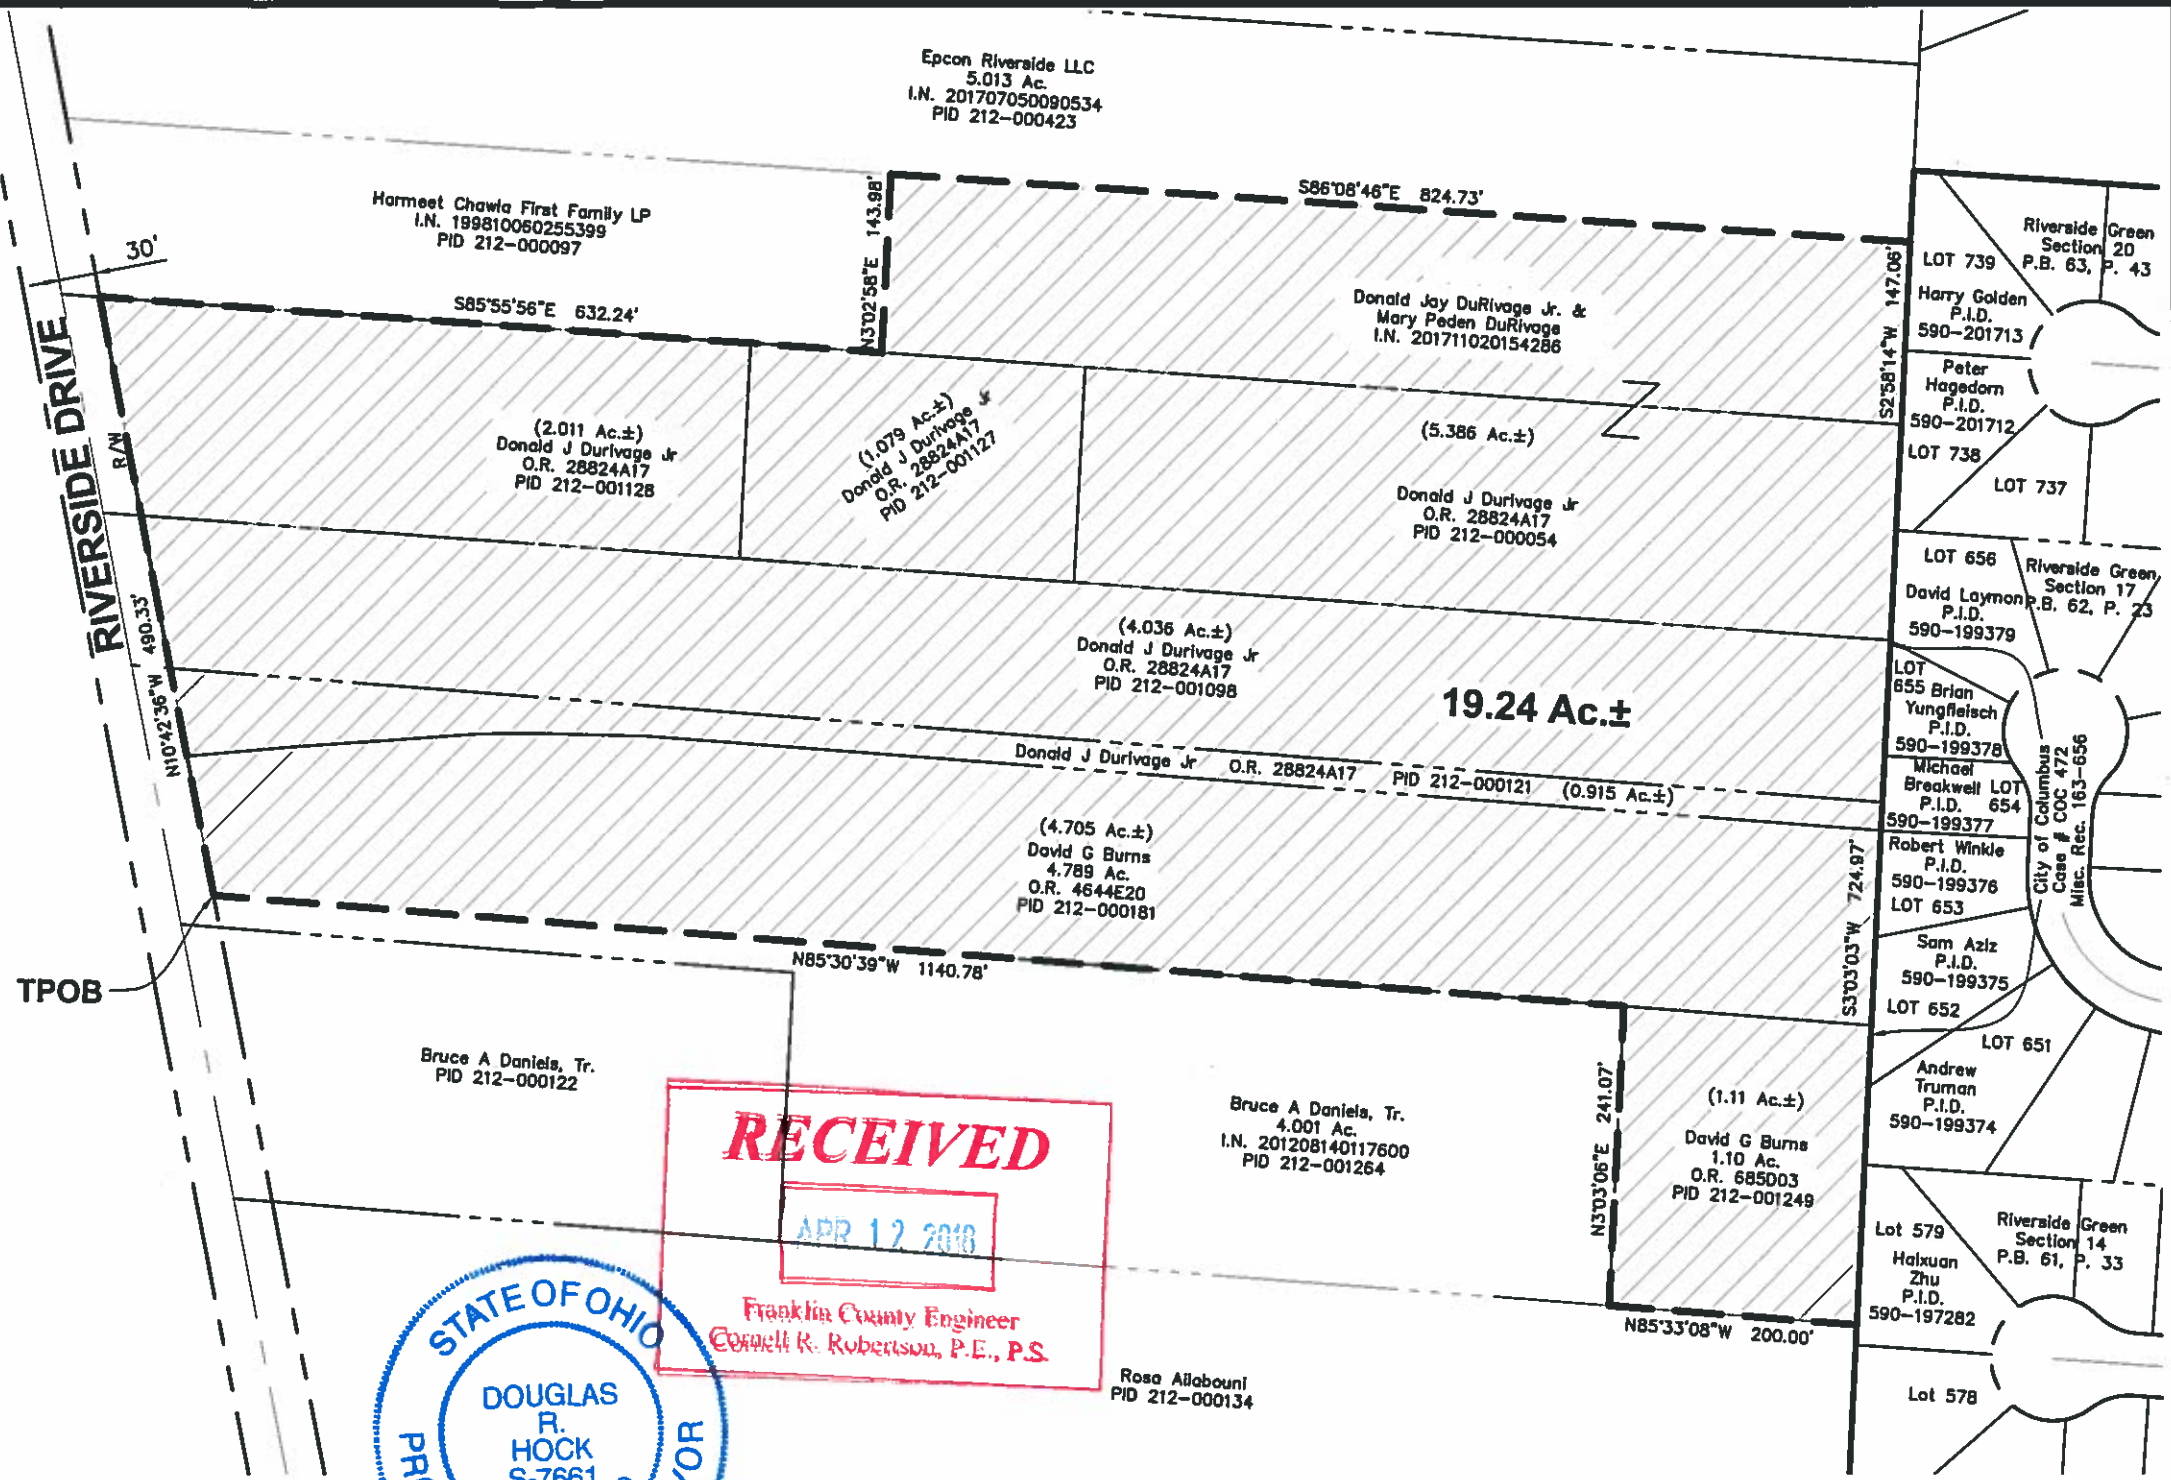 Epcon Riverside LLC
5.013 Ac.
I.N. 201707050090534
PID 212-000423
Harmeet Chawla First Family LP
I.N. 199810060255399
PID 212-000097
30'
S85°55'56"E 632.24'
N3°02'58"E 143.98'
S86°08'46"E 824.73'
S2°58'14"W 147.06'
Donald Jay DuRivage Jr. &
Mary Peden DuRivage
I.N. 201711020154286
(5.386 Ac.±)
Donald J Durivage Jr
O.R. 28824A17
PID 212-000054
(2.011 Ac.±)
Donald J Durivage Jr
O.R. 28824A17
PID 212-001128
(1.079 Ac.±)
Donald J Durivage Jr
O.R. 28824A17
PID 212-001127
RIVERSIDE DRIVE
R/W
N10°42'36"W 490.33'
(4.036 Ac.±)
Donald J Durivage Jr
O.R. 28824A17
PID 212-001098
19.24 Ac.±
Donald J Durivage Jr O.R. 28824A17 PID 212-000121 (0.915 Ac.±)
(4.705 Ac.±)
David G Burns
4.789 Ac.
O.R. 4644E20
PID 212-000181
N85°30'39"W 1140.78'
S3°03'03"W 724.97'
TPOB
Bruce A Daniels, Tr.
PID 212-000122
Bruce A Daniels, Tr.
4.001 Ac.
I.N. 201208140117600
PID 212-001264
N3°03'06"E 241.07'
(1.11 Ac.±)
David G Burns
1.10 Ac.
O.R. 685D03
PID 212-001249
N85°33'08"W 200.00'
Rosa Ailabouni
PID 212-000134
RECEIVED
APR 12 2018
Franklin County Engineer
Cornell R. Robertson, P.E., P.S.
STATE OF OHIO
DOUGLAS
R.
HOCK
S-7661
Riverside Green
Section 20
P.B. 63, P. 43
LOT 739
Harry Golden
P.I.D.
590-201713
Peter
Hagedorn
P.I.D.
590-201712
LOT 738
LOT 737
LOT 656
Riverside Green
Section 17
P.B. 62, P. 23
David Laymon
P.I.D.
590-199379
LOT
655 Brian
Yungfleisch
P.I.D.
590-199378
Michael
Breakwell LOT
P.I.D. 654
590-199377
City of Columbus
Case # COC 472
Misc. Rec. 163-656
Robert Winkle
P.I.D.
590-199376
LOT 653
Sam Aziz
P.I.D.
590-199375
LOT 652
LOT 651
Andrew
Truman
P.I.D.
590-199374
Lot 579
Riverside Green
Section 14
P.B. 61, P. 33
Haixuan
Zhu
P.I.D.
590-197282
Lot 578